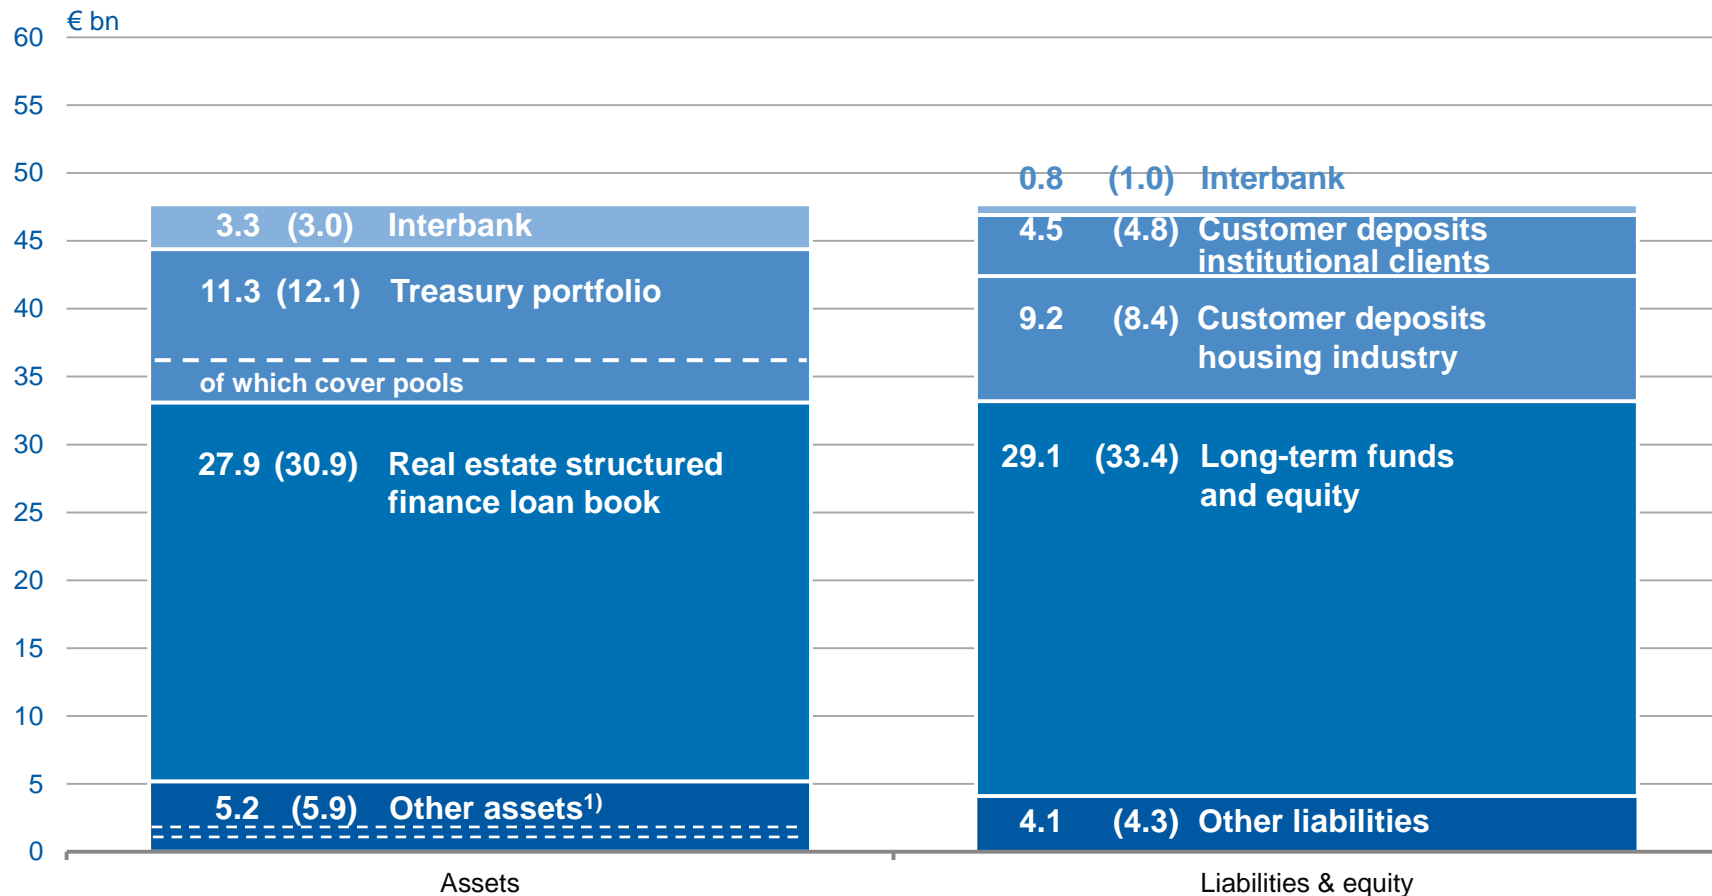 € bn
60
55
50
45
40
35
30
25
20
15
10
5
0
3.3 (3.0) Interbank
11.3 (12.1) Treasury portfolio
of which cover pools
27.9 (30.9) Real estate structured
finance loan book
5.2 (5.9) Other assets¹⁾
Assets
0.8 (1.0) Interbank
4.5 (4.8) Customer deposits
institutional clients
9.2 (8.4) Customer deposits
housing industry
29.1 (33.4) Long-term funds
and equity
4.1 (4.3) Other liabilities
Liabilities & equity